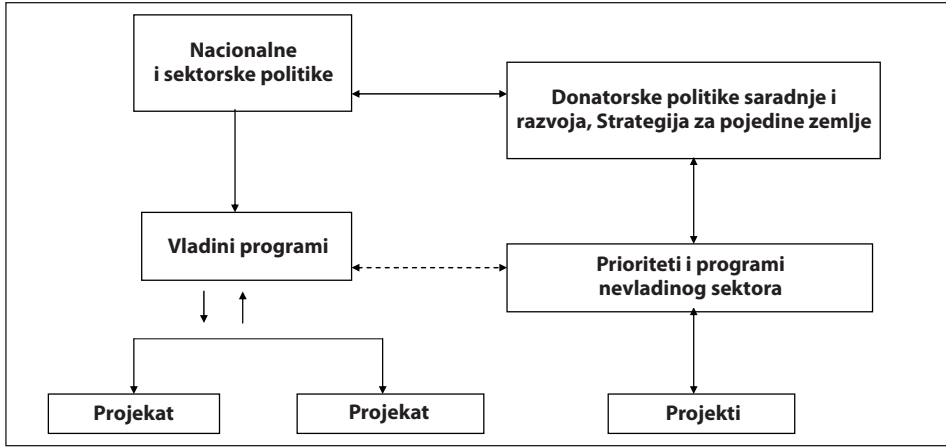 Nacionalne
i sektorske politike
Donatorske politike saradnje i
razvoja, Strategija za pojedine zemlje
Vladini programi
Prioriteti i programi
nevladinog sektora
Projekat
Projekat
Projekti